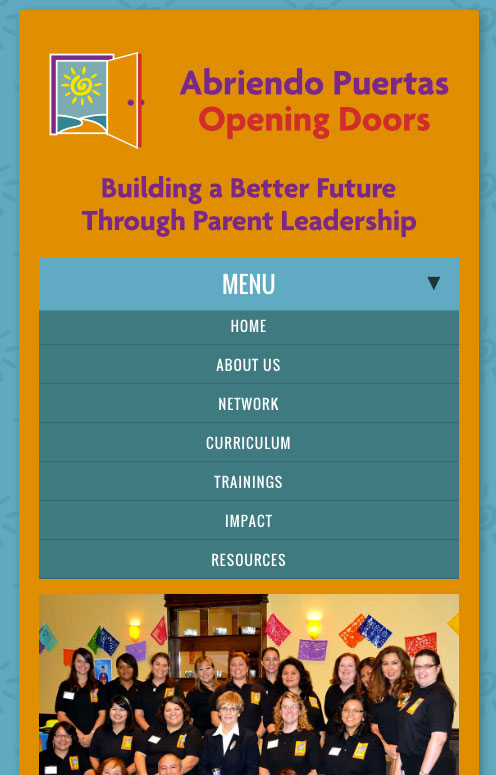 Abriendo Puertas
Opening Doors
Building a Better Future
Through Parent Leadership
MENU
HOME
ABOUT US
NETWORK
CURRICULUM
TRAININGS
IMPACT
RESOURCES